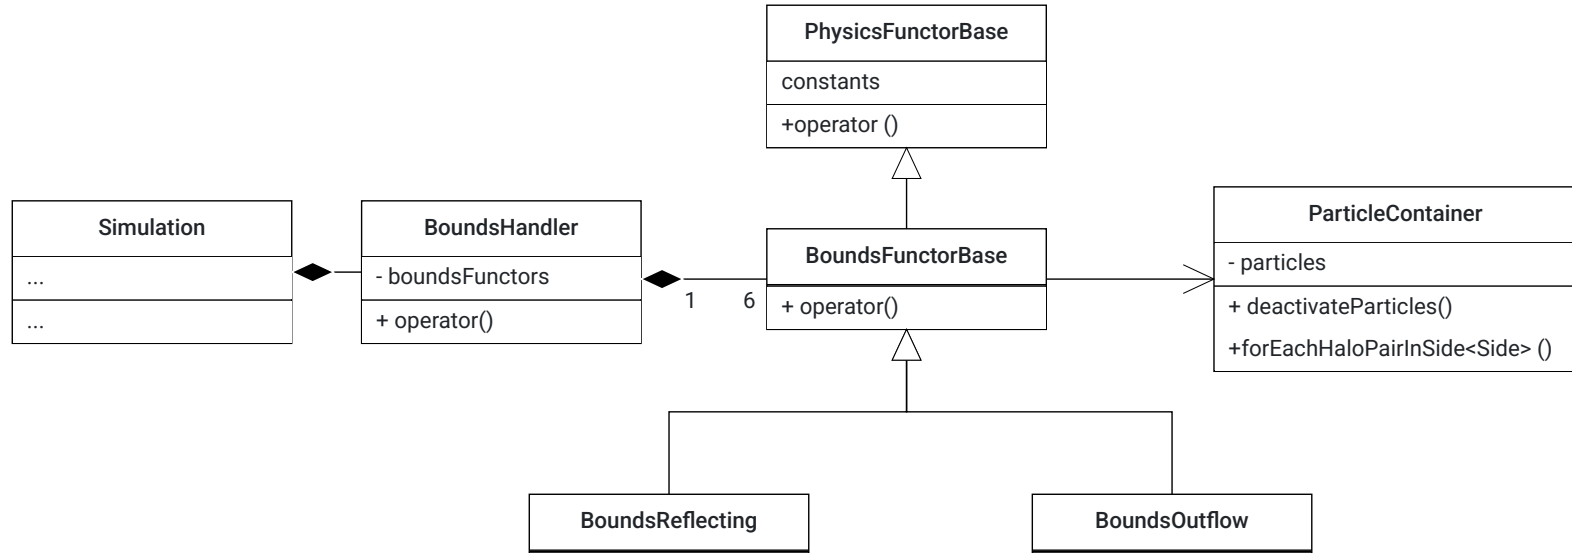 PhysicsFunctorBase
constants
+operator ()
Simulation
...
...
BoundsHandler
- boundsFunctors
+ operator()
1
6
BoundsFunctorBase
+ operator()
ParticleContainer
- particles
+ deactivateParticles()
+forEachHaloPairInSide<Side> ()
BoundsReflecting
BoundsOutflow